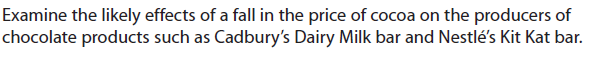 Examine the likely effects of a fall in the price of cocoa on the producers of
chocolate products such as Cadbury’s Dairy Milk bar and Nestlé’s Kit Kat bar.